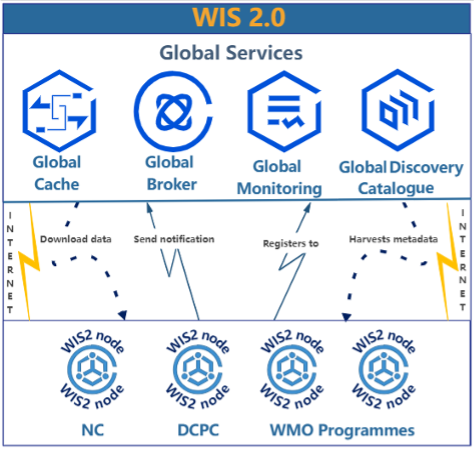 WIS 2.0
Global Services
Global
Cache
Global
Broker
Global
Monitoring
Global Discovery
Catalogue
INTERNET
Download data
Send notification
Registers to
Harvests metadata
INTERNET
WIS2 node
WIS2 node
WIS2 node
WIS2 node
WIS2 node
WIS2 node
WIS2 node
WIS2 node
NC
DCPC
WMO Programmes